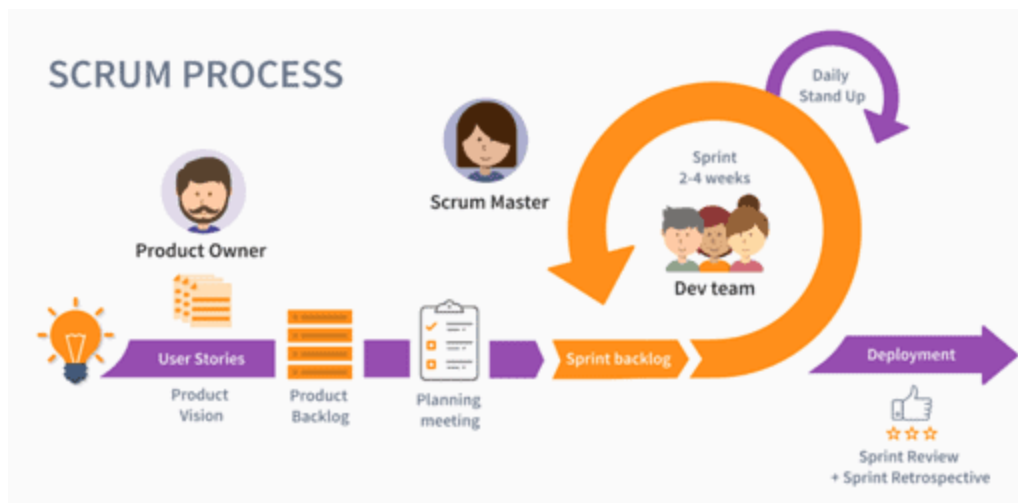 SCRUM PROCESS
Daily
Stand Up
Sprint
2-4 weeks
Scrum Master
Product Owner
Dev team
User Stories
Sprint backlog
Deployment
Product
Vision
Product
Backlog
Planning
meeting
Sprint Review
+ Sprint Retrospective